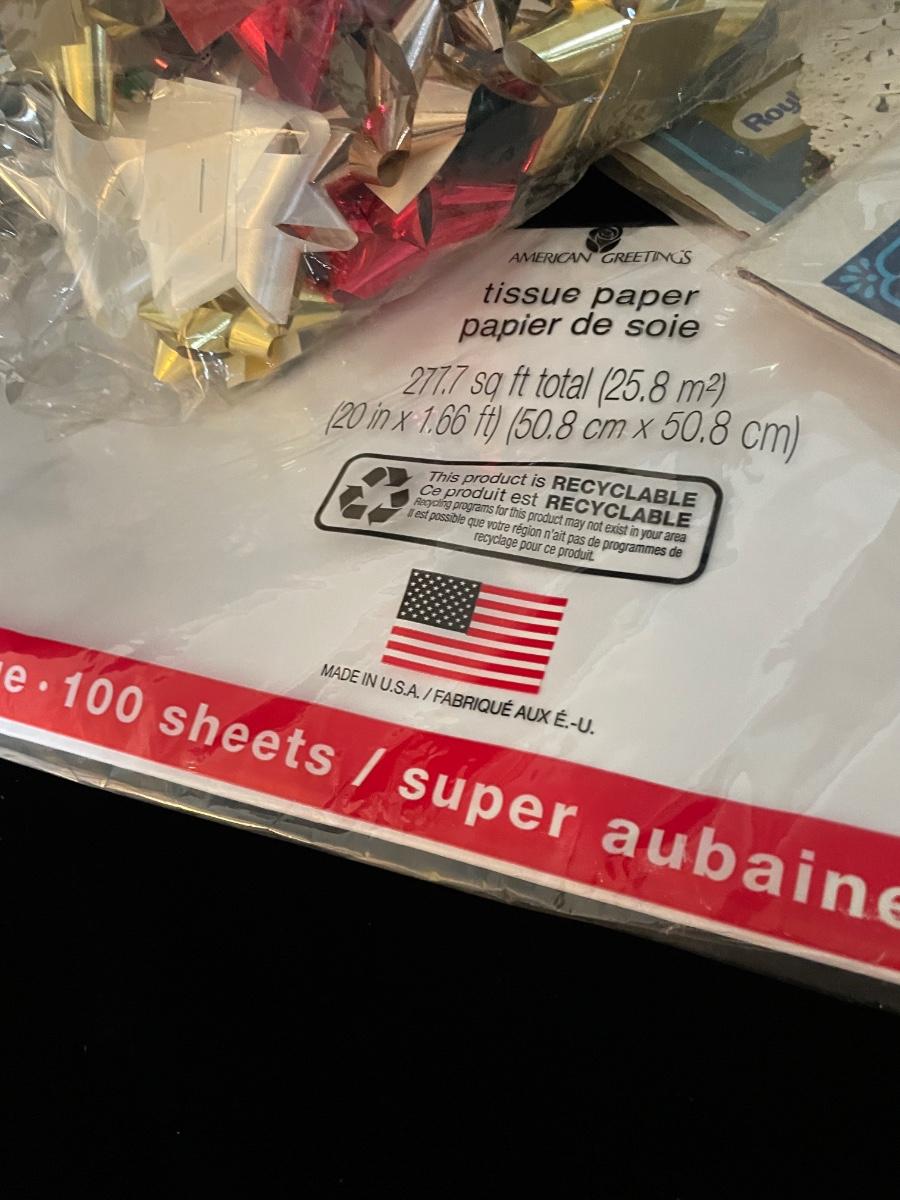 Royl
AMERICAN GREETINGS
tissue paper
papier de soie
277.7 sq ft total (25.8 m²)
(20 in x 1.66 ft) (50.8 cm x 50.8 cm)
This product is RECYCLABLE
Ce produit est RECYCLABLE
Recycling programs for this product may not exist in your area
Il est possible que votre région n'ait pas de programmes de
recyclage pour ce produit.
MADE IN U.S.A. / FABRIQUÉ AUX É.-U.
e • 100 sheets / super aubaine